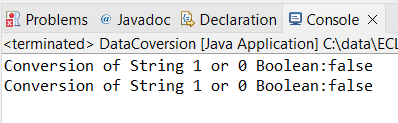 Problems @ Javadoc Declaration Console ×
<terminated> DataCoversion [Java Application] C:\data\ECL
Conversion of String 1 or 0 Boolean:false
Conversion of String 1 or 0 Boolean:false